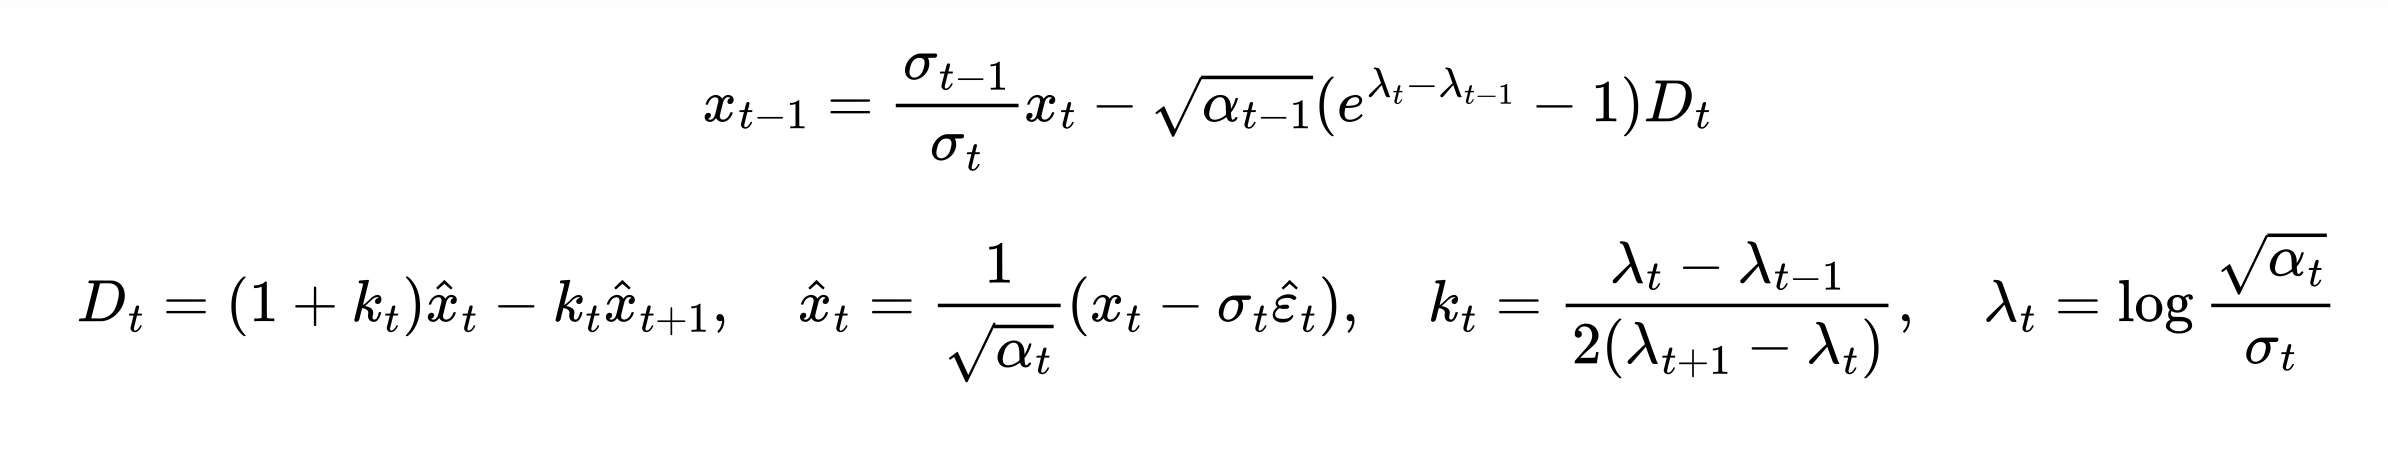 $x_{t-1} = \frac{\sigma_{t-1}}{\sigma_t} x_t - \sqrt{\alpha_{t-1}} (e^{\lambda_t - \lambda_{t-1}} - 1) D_t$
$D_t = (1 + k_t)\hat{x}_t - k_t \hat{x}_{t+1}, \quad \hat{x}_t = \frac{1}{\sqrt{\alpha_t}} (x_t - \sigma_t \hat{\varepsilon}_t), \quad k_t = \frac{\lambda_t - \lambda_{t-1}}{2(\lambda_{t+1} - \lambda_t)}, \quad \lambda_t = \log \frac{\sqrt{\alpha_t}}{\sigma_t}$